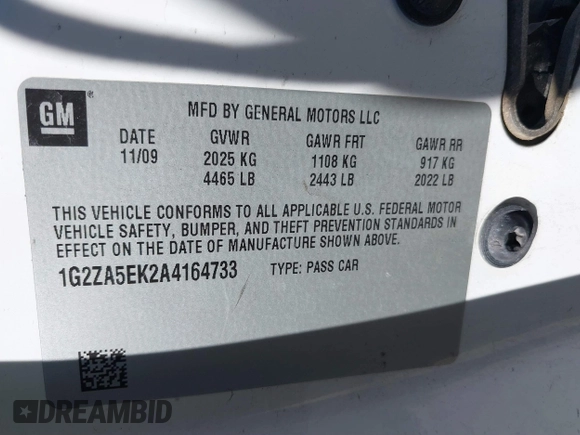 GM
MFD BY GENERAL MOTORS LLC
DATE GVWR GAWR FRT GAWR RR
11/09 2025 KG 1108 KG 917 KG
4465 LB 2443 LB 2022 LB
THIS VEHICLE CONFORMS TO ALL APPLICABLE U.S. FEDERAL MOTOR
VEHICLE SAFETY, BUMPER, AND THEFT PREVENTION STANDARDS IN
EFFECT ON THE DATE OF MANUFACTURE SHOWN ABOVE.
1G2ZA5EK2A4164733 TYPE: PASS CAR
DREAMBID